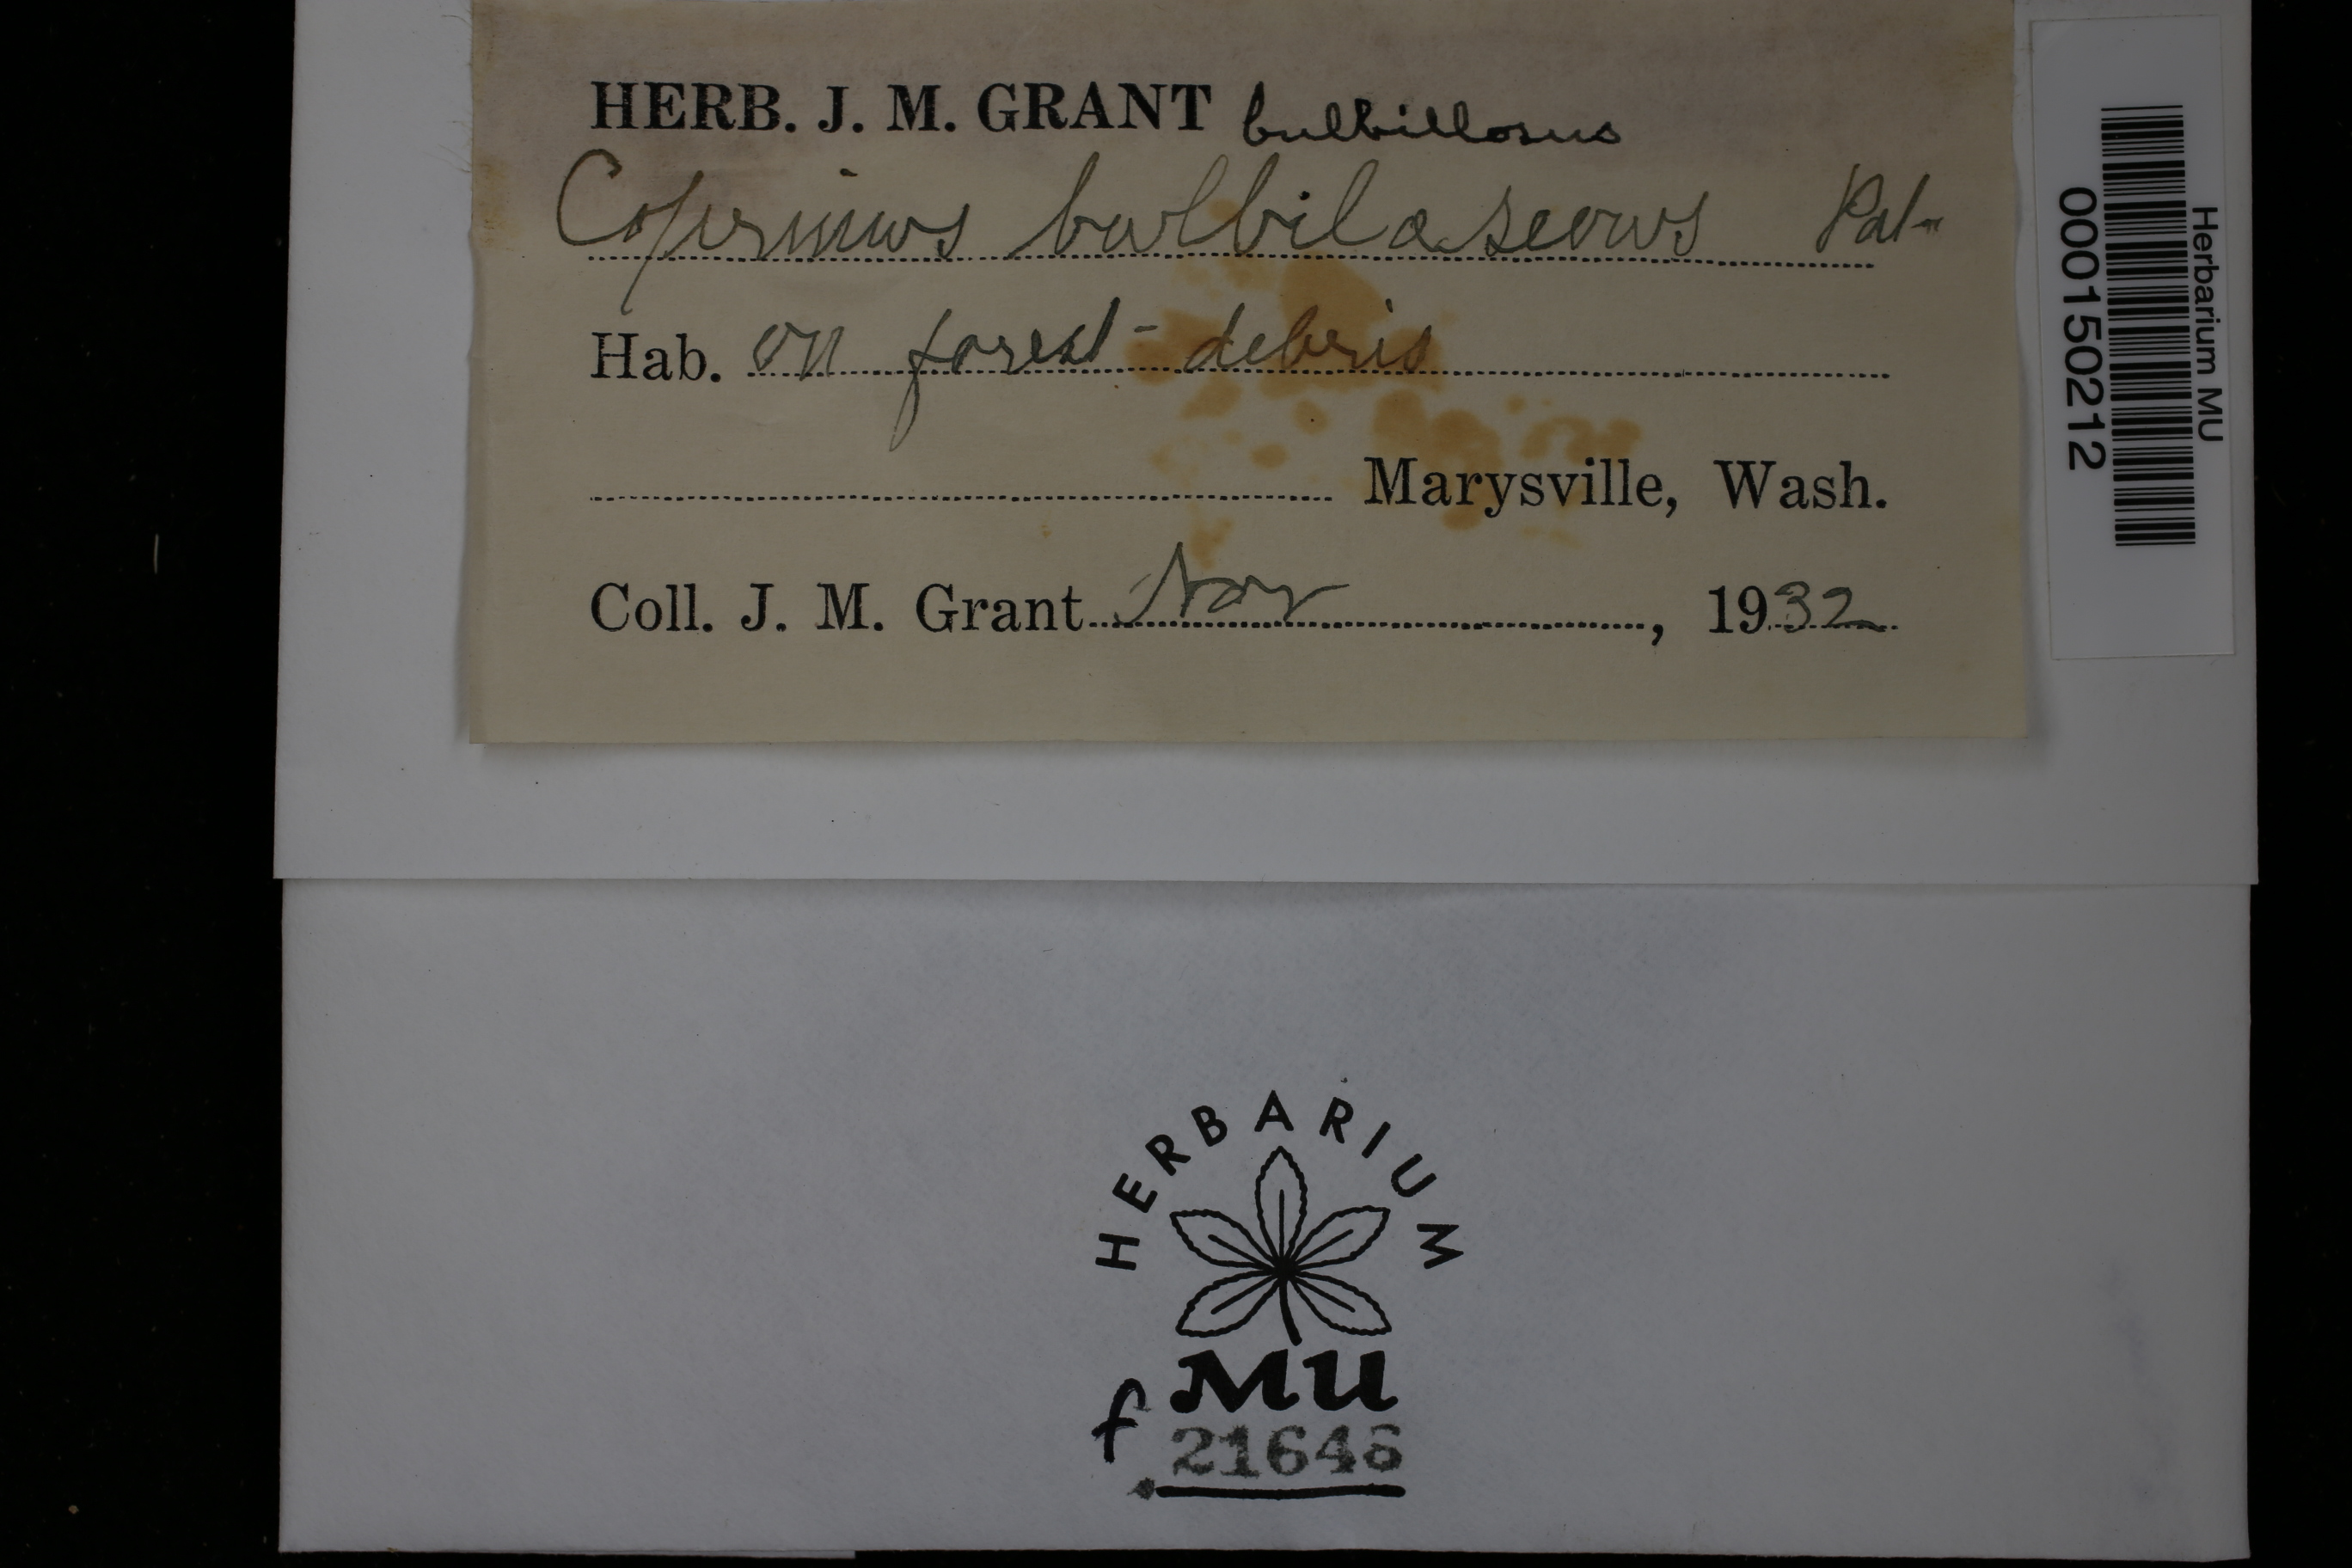 HERB. J. M. GRANT bulbillosus
Coprinus bulbilaseous Pat-
Hab. on forest-debris
Marysville, Wash.
Coll. J. M. Grant Nov, 1932
Herbarium MU
000150212
HERBARIUM
MU
f 21646